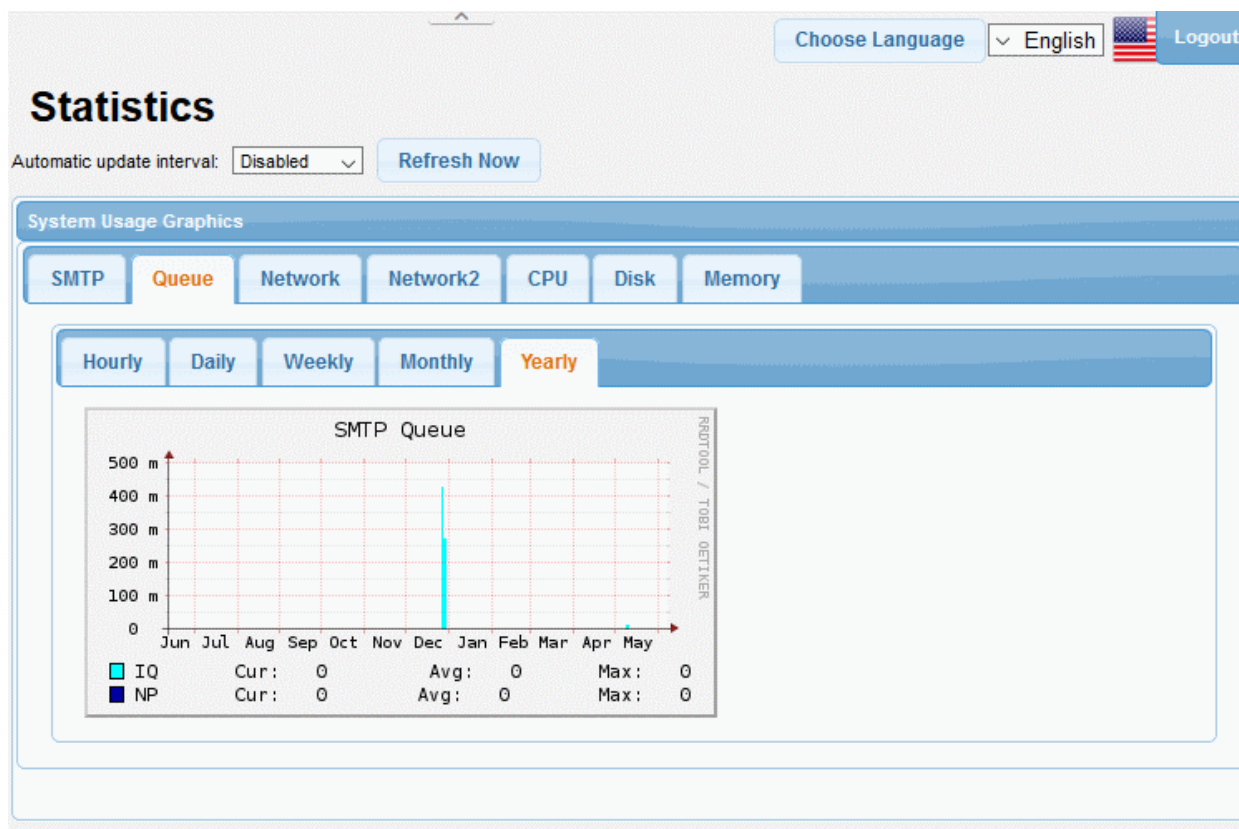 Choose Language
English
Logout
Statistics
Automatic update interval: Disabled Refresh Now
System Usage Graphics
SMTP Queue Network Network2 CPU Disk Memory
Hourly Daily Weekly Monthly Yearly
SMTP Queue
RRDTOOL / TOBI OETIKER
500 m
400 m
300 m
200 m
100 m
0
Jun Jul Aug Sep Oct Nov Dec Jan Feb Mar Apr May
IQ Cur: 0 Avg: 0 Max: 0
NP Cur: 0 Avg: 0 Max: 0